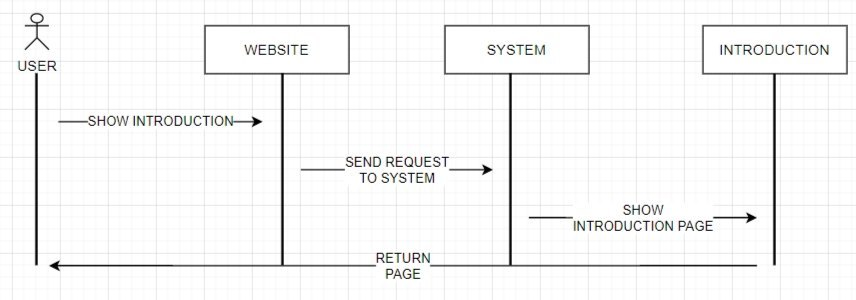 USER
WEBSITE
SYSTEM
INTRODUCTION
SHOW INTRODUCTION
SEND REQUEST
TO SYSTEM
SHOW
INTRODUCTION PAGE
RETURN
PAGE